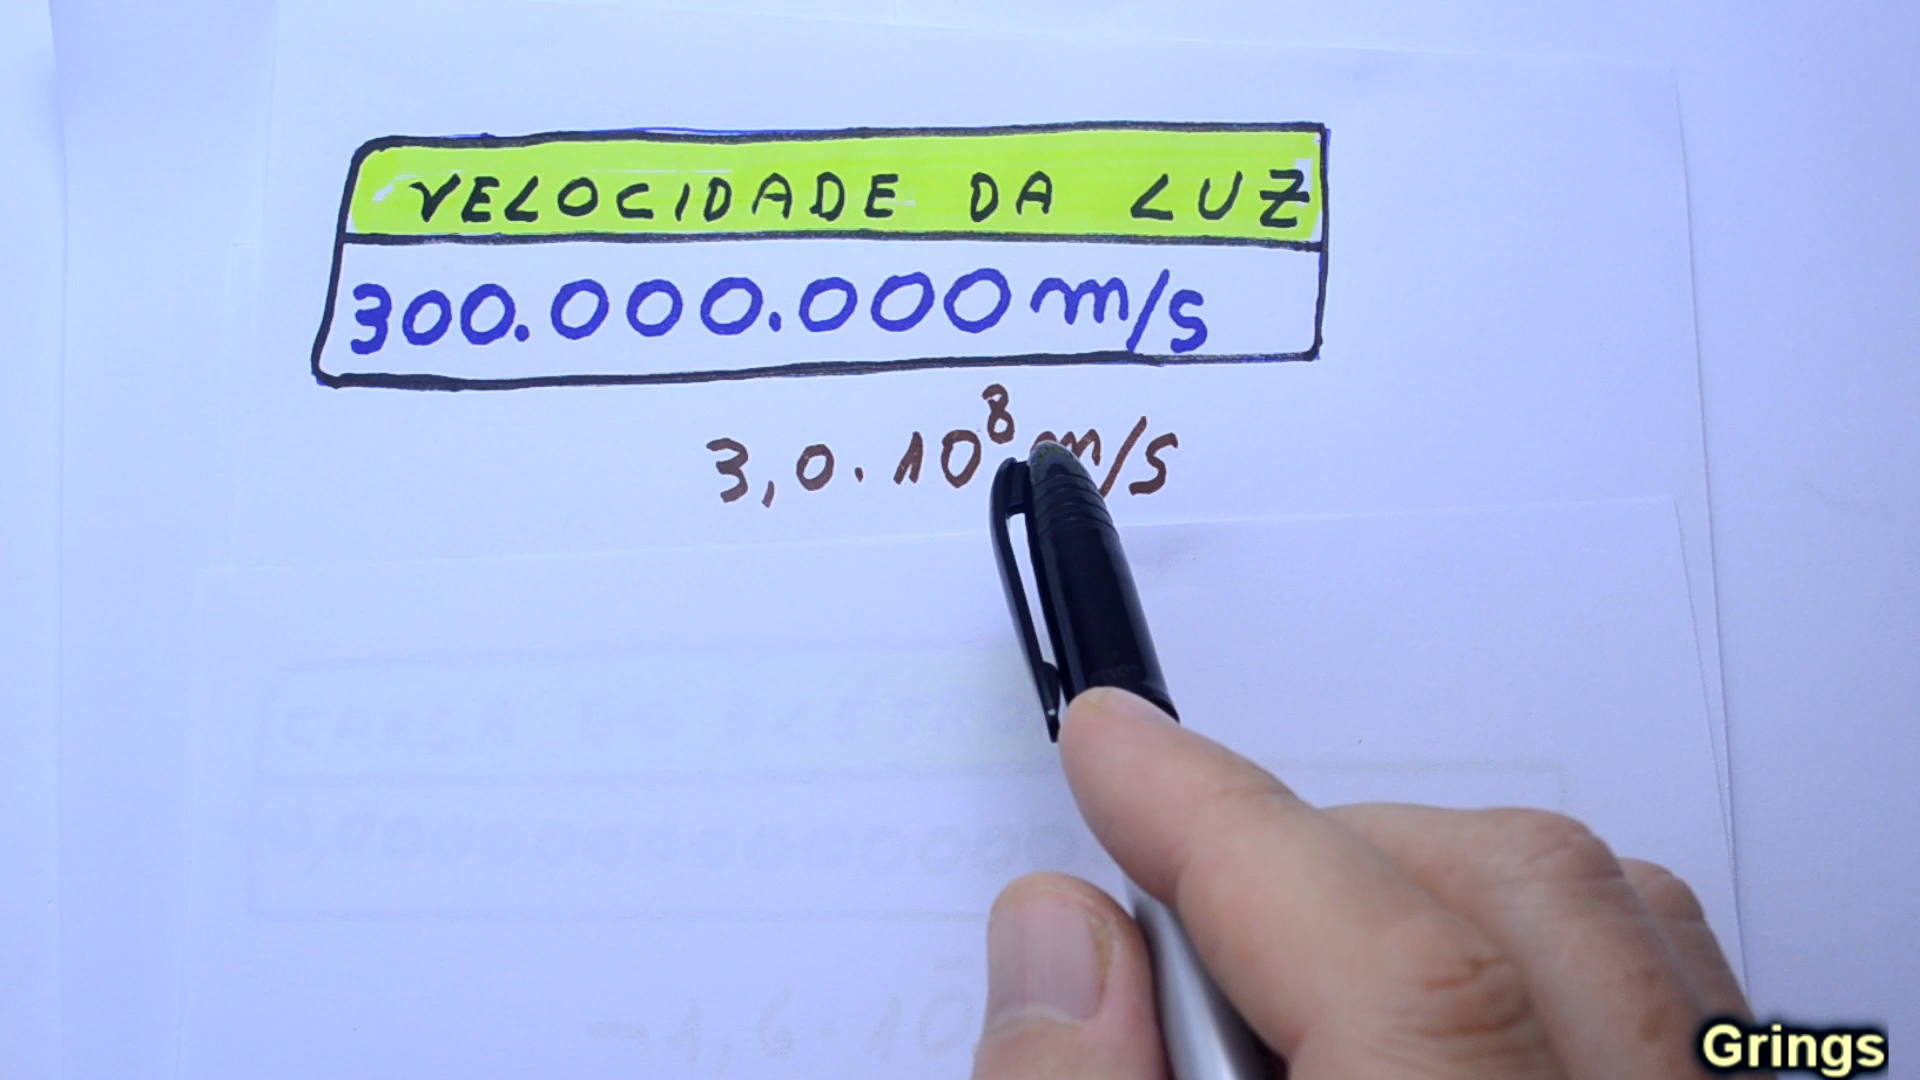 VELOCIDADE DA LUZ
300.000.000 m/s
3,0 . 10⁸ m/s
Grings